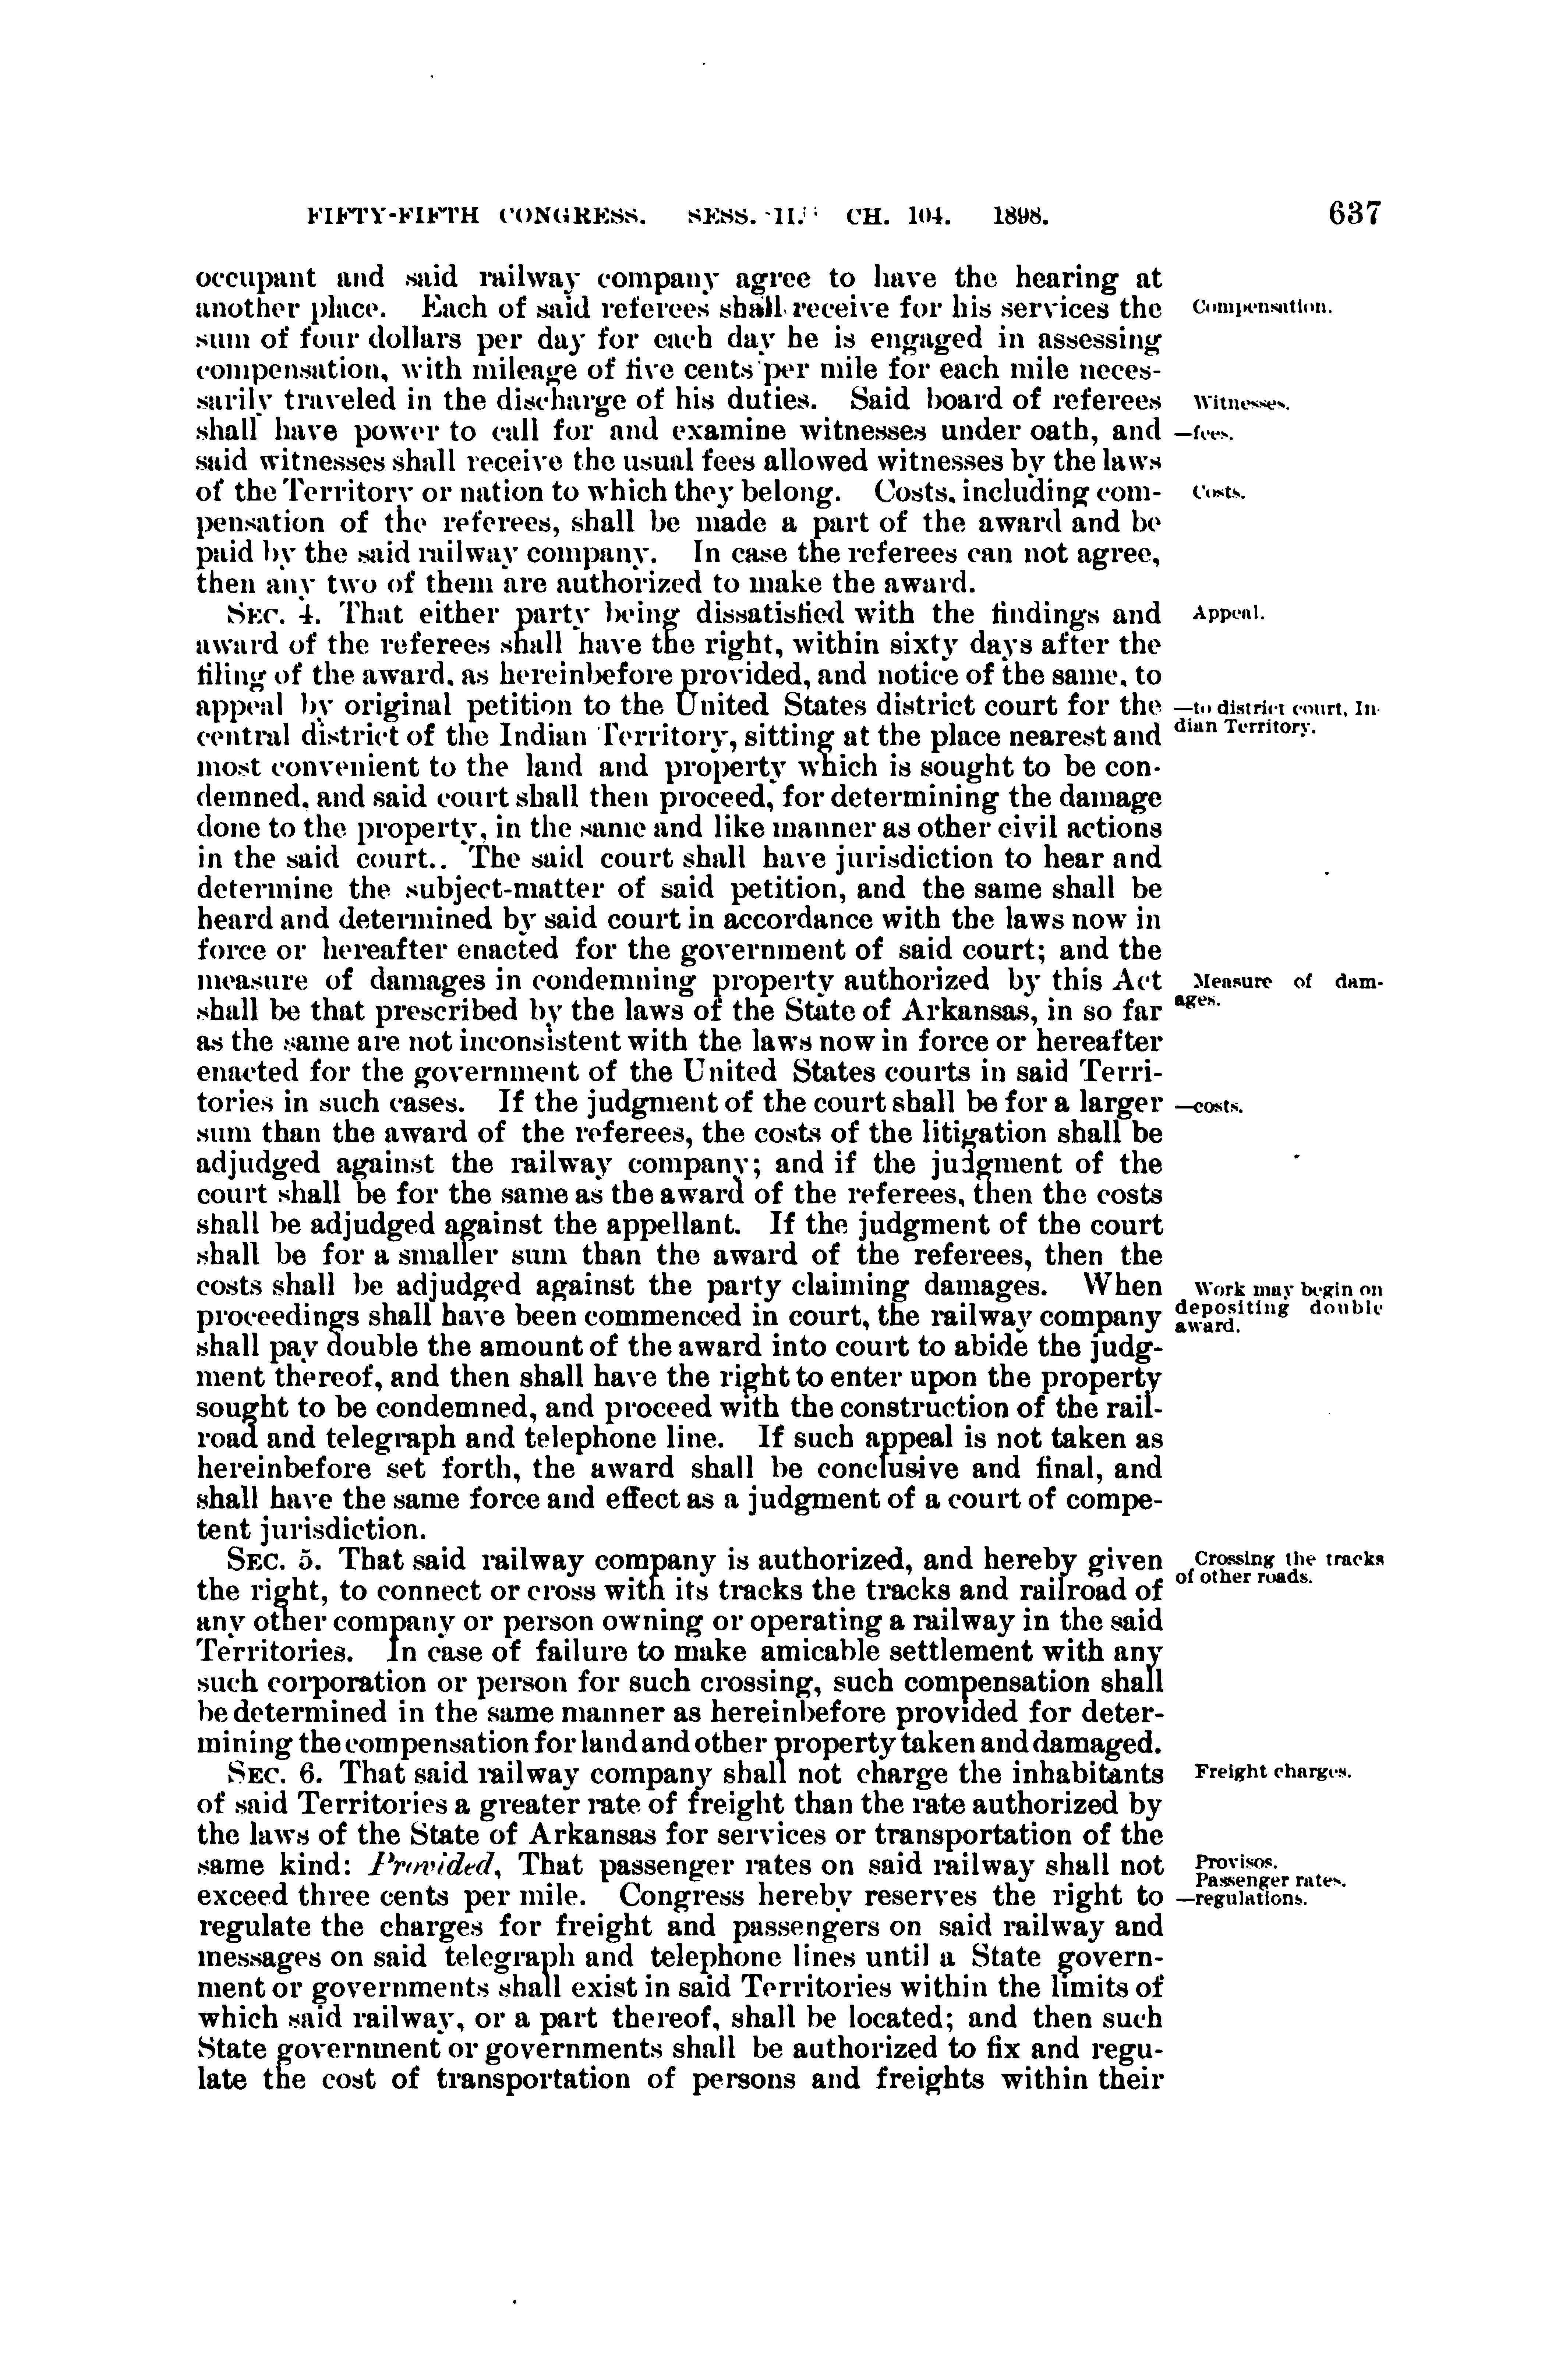 FIFTY-FIFTH CONGRESS. SESS. II. CH. 104. 1898. 637
occupant and said railway company agree to have the hearing at
another place. Each of said referees shall receive for his services the
sum of four dollars per day for each day he is engaged in assessing
compensation, with mileage of five cents per mile for each mile neces-
sarily traveled in the discharge of his duties. Said board of referees
shall have power to call for and examine witnesses under oath, and
said witnesses shall receive the usual fees allowed witnesses by the laws
of the Territory or nation to which they belong. Costs, including com-
pensation of the referees, shall be made a part of the award and be
paid by the said railway company. In case the referees can not agree,
then any two of them are authorized to make the award.
SEC. 4. That either party being dissatisfied with the findings and
award of the referees shall have the right, within sixty days after the
filing of the award, as hereinbefore provided, and notice of the same, to
appeal by original petition to the United States district court for the
central district of the Indian Territory, sitting at the place nearest and
most convenient to the land and property which is sought to be con-
demned, and said court shall then proceed, for determining the damage
done to the property, in the same and like manner as other civil actions
in the said court.. The said court shall have jurisdiction to hear and
determine the subject-matter of said petition, and the same shall be
heard and determined by said court in accordance with the laws now in
force or hereafter enacted for the government of said court; and the
measure of damages in condemning property authorized by this Act
shall be that prescribed by the laws of the State of Arkansas, in so far
as the same are not inconsistent with the laws now in force or hereafter
enacted for the government of the United States courts in said Terri-
tories in such cases. If the judgment of the court shall be for a larger
sum than the award of the referees, the costs of the litigation shall be
adjudged against the railway company; and if the judgment of the
court shall be for the same as the award of the referees, then the costs
shall be adjudged against the appellant. If the judgment of the court
shall be for a smaller sum than the award of the referees, then the
costs shall be adjudged against the party claiming damages. When
proceedings shall have been commenced in court, the railway company
shall pay double the amount of the award into court to abide the judg-
ment thereof, and then shall have the right to enter upon the property
sought to be condemned, and proceed with the construction of the rail-
road and telegraph and telephone line. If such appeal is not taken as
hereinbefore set forth, the award shall be conclusive and final, and
shall have the same force and effect as a judgment of a court of compe-
tent jurisdiction.
SEC. 5. That said railway company is authorized, and hereby given
the right, to connect or cross with its tracks the tracks and railroad of
any other company or person owning or operating a railway in the said
Territories. In case of failure to make amicable settlement with any
such corporation or person for such crossing, such compensation shall
be determined in the same manner as hereinbefore provided for deter-
mining the compensation for land and other property taken and damaged.
SEC. 6. That said railway company shall not charge the inhabitants
of said Territories a greater rate of freight than the rate authorized by
the laws of the State of Arkansas for services or transportation of the
same kind: Provided, That passenger rates on said railway shall not
exceed three cents per mile. Congress hereby reserves the right to
regulate the charges for freight and passengers on said railway and
messages on said telegraph and telephone lines until a State govern-
ment or governments shall exist in said Territories within the limits of
which said railway, or a part thereof, shall be located; and then such
State government or governments shall be authorized to fix and regu-
late the cost of transportation of persons and freights within their
Compensation.
Witnesses.
—fees.
Costs.
Appeal.
—to district court, In-
dian Territory.
Measure of dam-
ages.
—costs.
Work may begin on
depositing double
award.
Crossing the tracks
of other roads.
Freight charges.
Provisos.
Passenger rates.
—regulations.